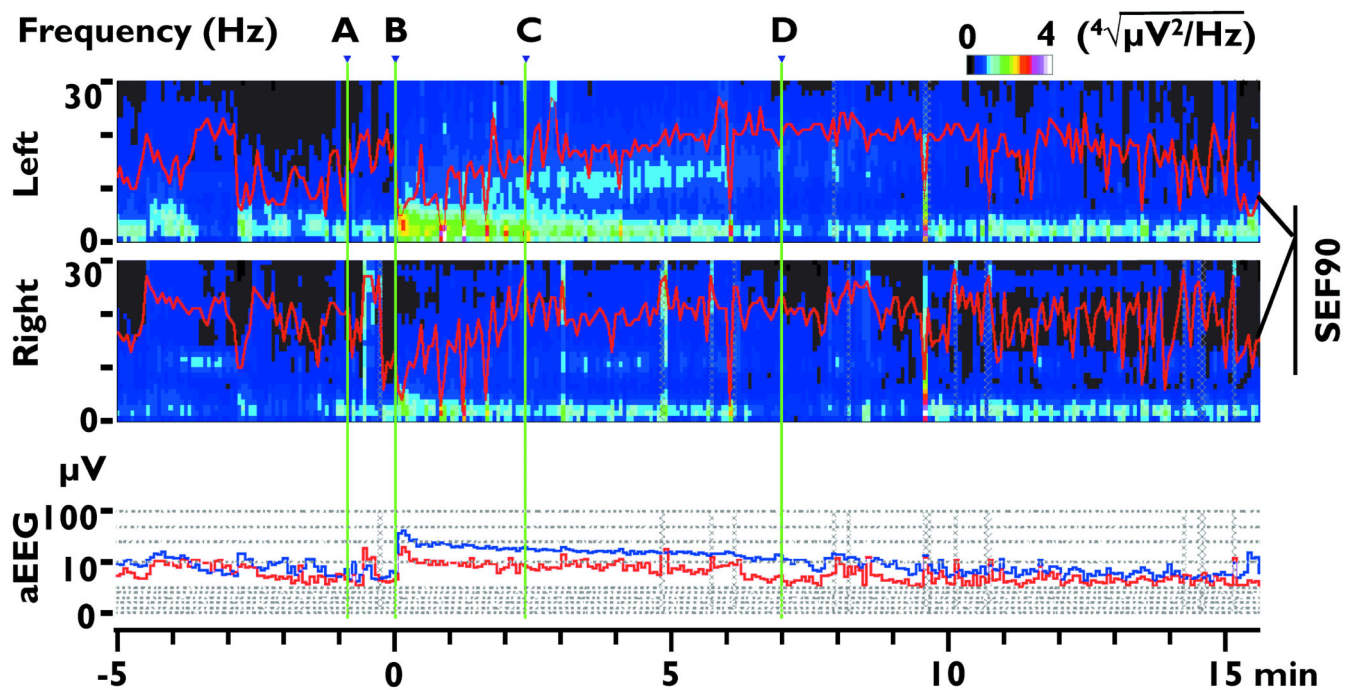 Frequency (Hz) A B C D 0 4 (⁴√μV²/Hz)
30
Left
0
30
Right
0
SEF90
μV
100
aEEG
10
0
-5 0 5 10 15 min